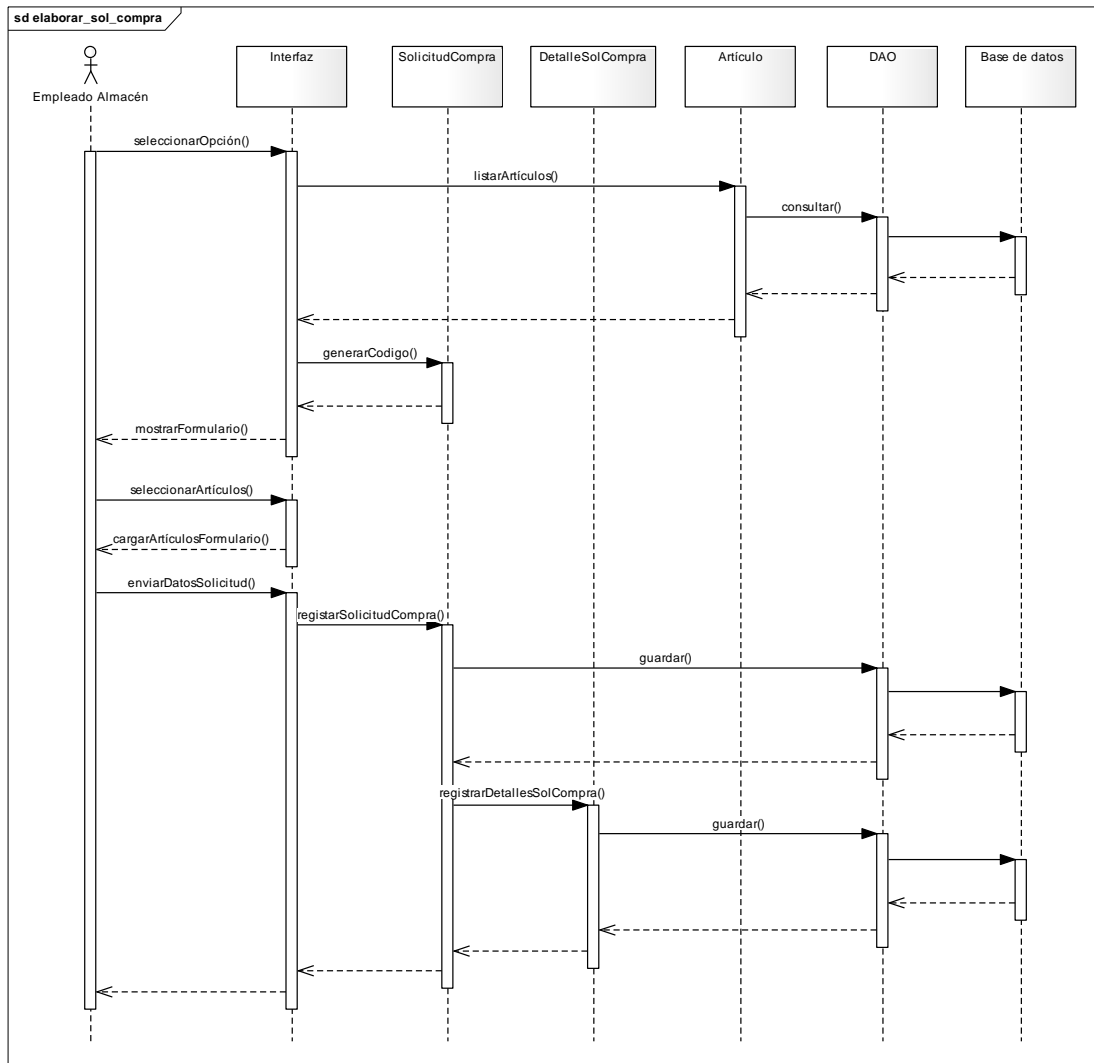 sd elaborar_sol_compra
Empleado Almacén
Interfaz
SolicitudCompra
DetalleSolCompra
Artículo
DAO
Base de datos
seleccionarOpción()
listarArtículos()
consultar()
generarCodigo()
mostrarFormulario()
seleccionarArtículos()
cargarArtículosFormulario()
enviarDatosSolicitud()
registarSolicitudCompra()
guardar()
registrarDetallesSolCompra()
guardar()